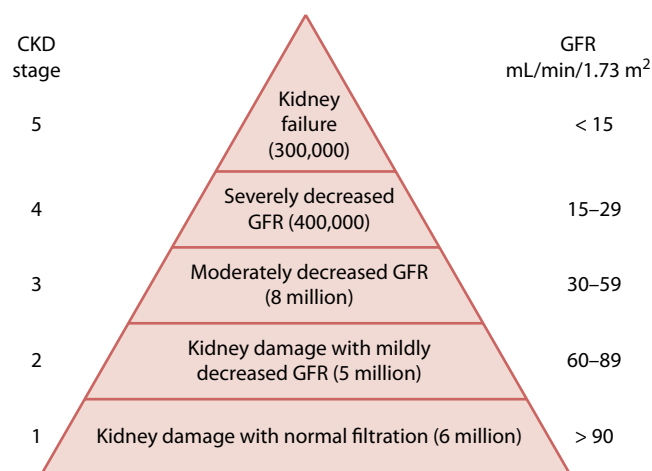 CKD
stage
GFR
mL/min/1.73 m²
5
Kidney
failure
(300,000)
< 15
4
Severely decreased
GFR (400,000)
15–29
3
Moderately decreased GFR
(8 million)
30–59
2
Kidney damage with mildly
decreased GFR (5 million)
60–89
1
Kidney damage with normal filtration (6 million)
> 90